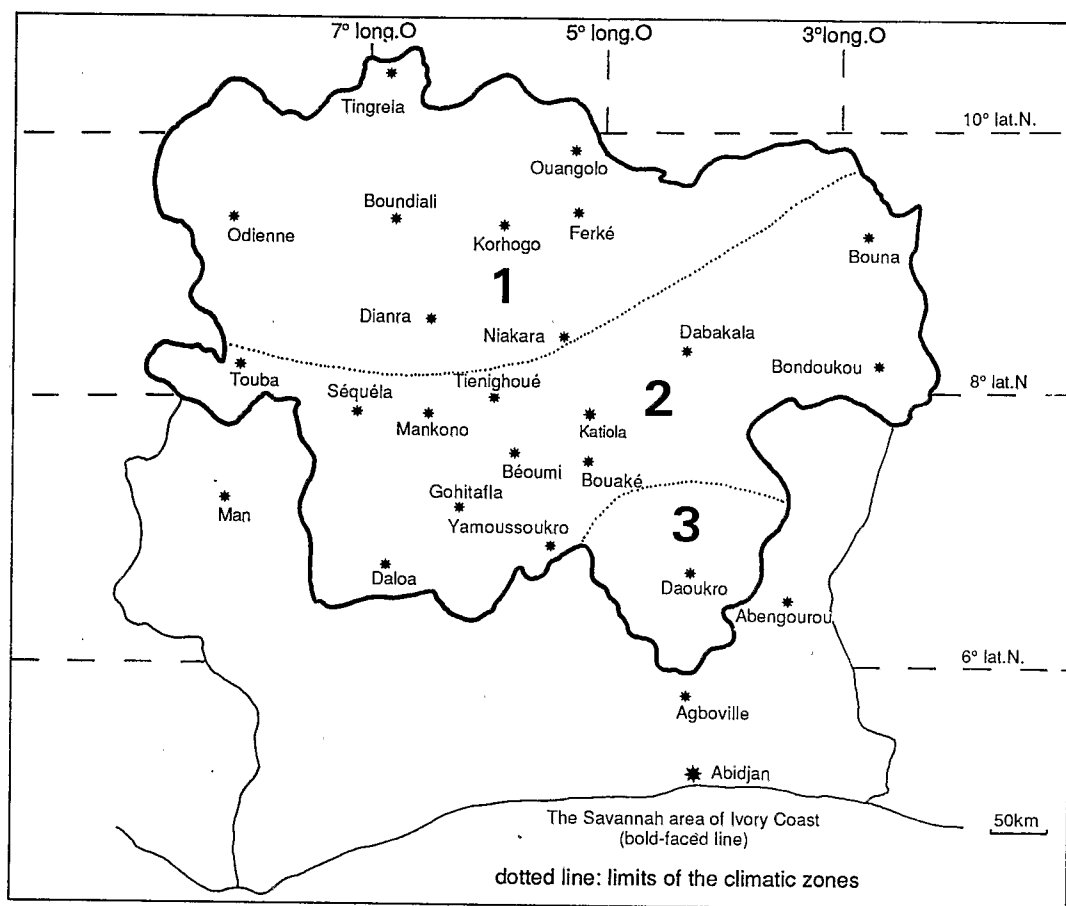 7° long.O
5° long.O
3° long.O
Tingrela
10° lat.N.
Ouangolo
Boundiali
Odienne
Korhogo
Ferké
Bouna
1
Dianra
Niakara
Dabakala
Touba
Tienighoué
Bondoukou
Séquéla
8° lat.N
2
Mankono
Katiola
Béoumi
Bouaké
Gohitafla
Man
Yamoussoukro
3
Daloa
Daoukro
Abengourou
6° lat.N.
Agboville
Abidjan
The Savannah area of Ivory Coast
(bold-faced line)
50km
dotted line: limits of the climatic zones